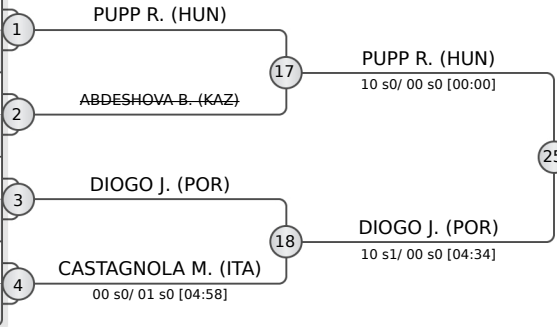 PUPP R. (HUN)
1
17
PUPP R. (HUN)
10 s0/ 00 s0 [00:00]
ABDESHOVA B. (KAZ)
2
25
DIOGO J. (POR)
3
18
DIOGO J. (POR)
10 s1/ 00 s0 [04:34]
CASTAGNOLA M. (ITA)
4
00 s0/ 01 s0 [04:58]